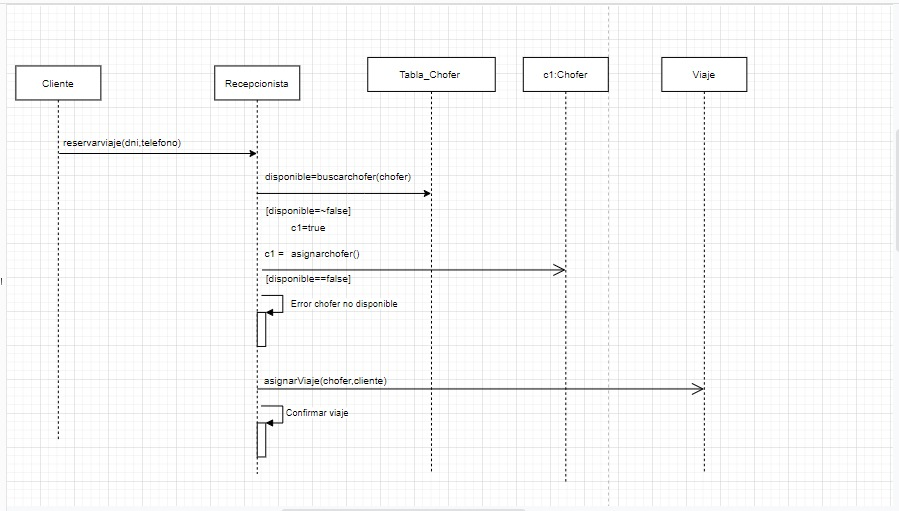 Cliente
Recepcionista
Tabla_Chofer
c1:Chofer
Viaje
reservarviaje(dni,telefono)
disponible=buscarchofer(chofer)
[disponible=~false]
c1=true
c1 = asignarchofer()
[disponible==false]
Error chofer no disponible
asignarViaje(chofer,cliente)
Confirmar viaje